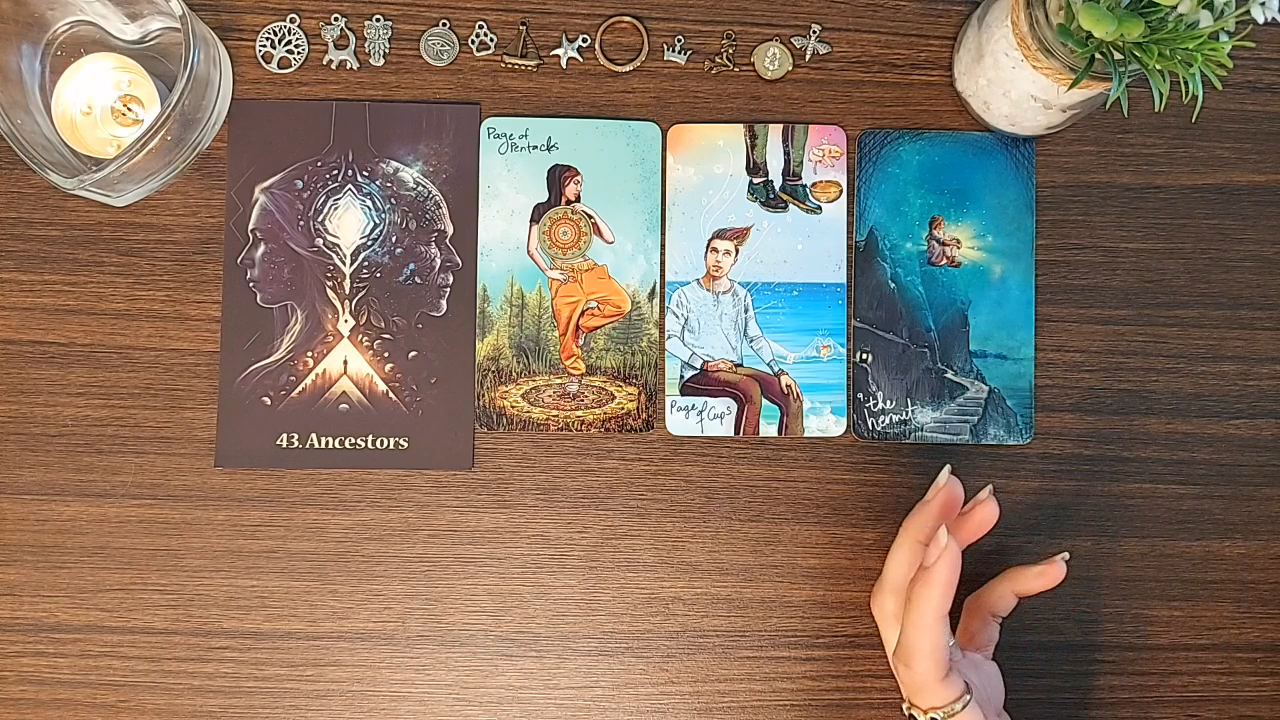 43. Ancestors
Page of
Pentacles
Page of Cups
9. the
hermit